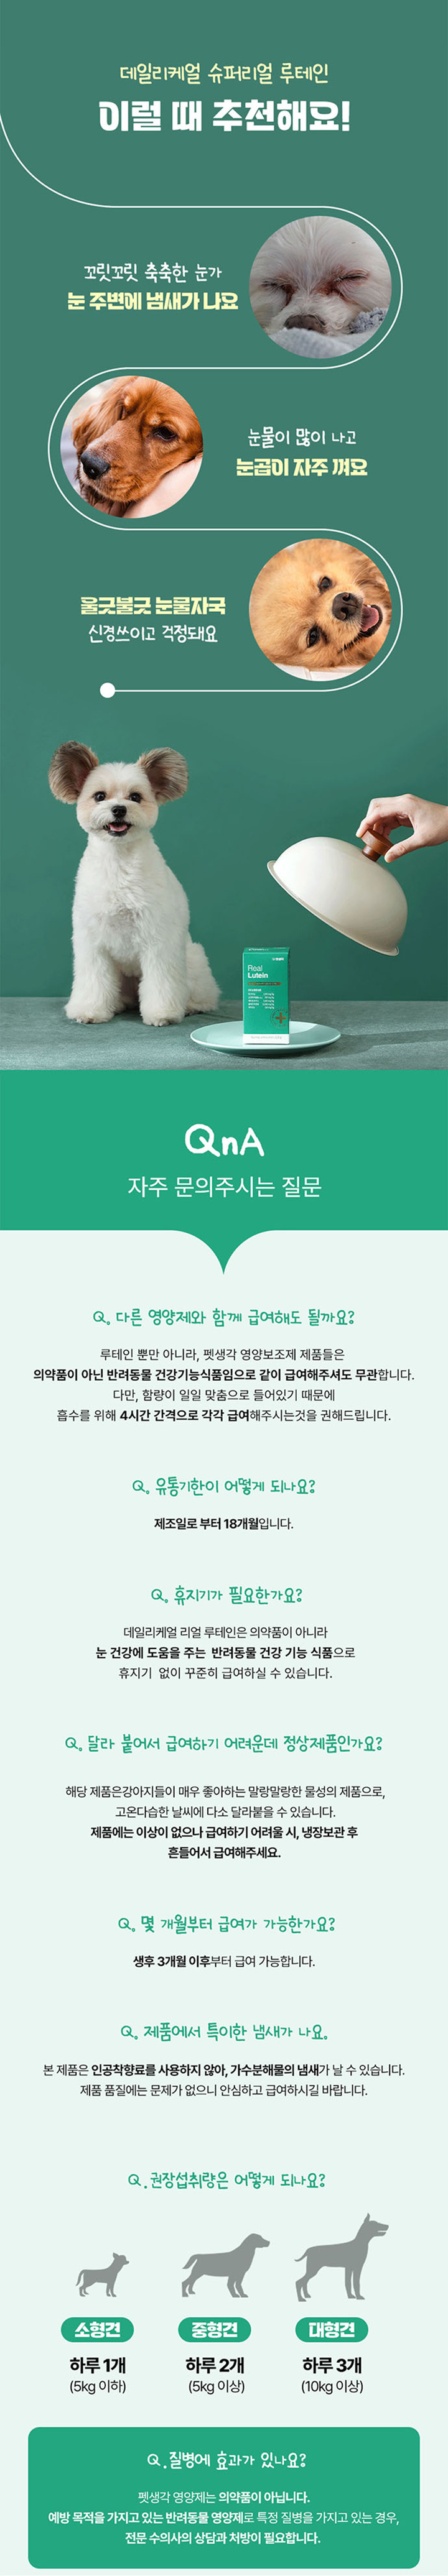 데일리케얼 슈퍼리얼 루테인
이럴 때 추천해요!
꼬릿꼬릿 축축한 눈가
눈 주변에 냄새가 나요
눈물이 많이 나고
눈곱이 자주 껴요
울긋불긋 눈물자국
신경쓰이고 걱정돼요
Real
Lutein
QnA
자주 문의주시는 질문
Q. 다른 영양제와 함께 급여해도 될까요?
루테인 뿐만 아니라, 펫생각 영양보조제 제품들은
의약품이 아닌 반려동물 건강기능식품임으로 같이 급여해주셔도 무관합니다.
다만, 함량이 일일 맞춤으로 들어있기 때문에
흡수를 위해 4시간 간격으로 각각 급여해주시는것을 권해드립니다.
Q. 유통기한이 어떻게 되나요?
제조일로 부터 18개월입니다.
Q. 휴지기가 필요한가요?
데일리케얼 리얼 루테인은 의약품이 아니라
눈 건강에 도움을 주는 반려동물 건강 기능 식품으로
휴지기 없이 꾸준히 급여하실 수 있습니다.
Q. 달라 붙어서 급여하기 어려운데 정상제품인가요?
해당 제품은강아지들이 매우 좋아하는 말랑말랑한 물성의 제품으로,
고온다습한 날씨에 다소 달라붙을 수 있습니다.
제품에는 이상이 없으나 급여하기 어려울 시, 냉장보관 후
흔들어서 급여해주세요.
Q. 몇 개월부터 급여가 가능한가요?
생후 3개월 이후부터 급여 가능합니다.
Q. 제품에서 특이한 냄새가 나요.
본 제품은 인공착향료를 사용하지 않아, 가수분해물의 냄새가 날 수 있습니다.
제품 품질에는 문제가 없으니 안심하고 급여하시길 바랍니다.
Q.권장섭취량은 어떻게 되나요?
소형견 중형견 대형견
하루 1개 하루 2개 하루 3개
(5kg 이하) (5kg 이상) (10kg 이상)
Q.질병에 효과가 있나요?
펫생각 영양제는 의약품이 아닙니다.
예방 목적을 가지고 있는 반려동물 영양제로 특정 질병을 가지고 있는 경우,
전문 수의사의 상담과 처방이 필요합니다.